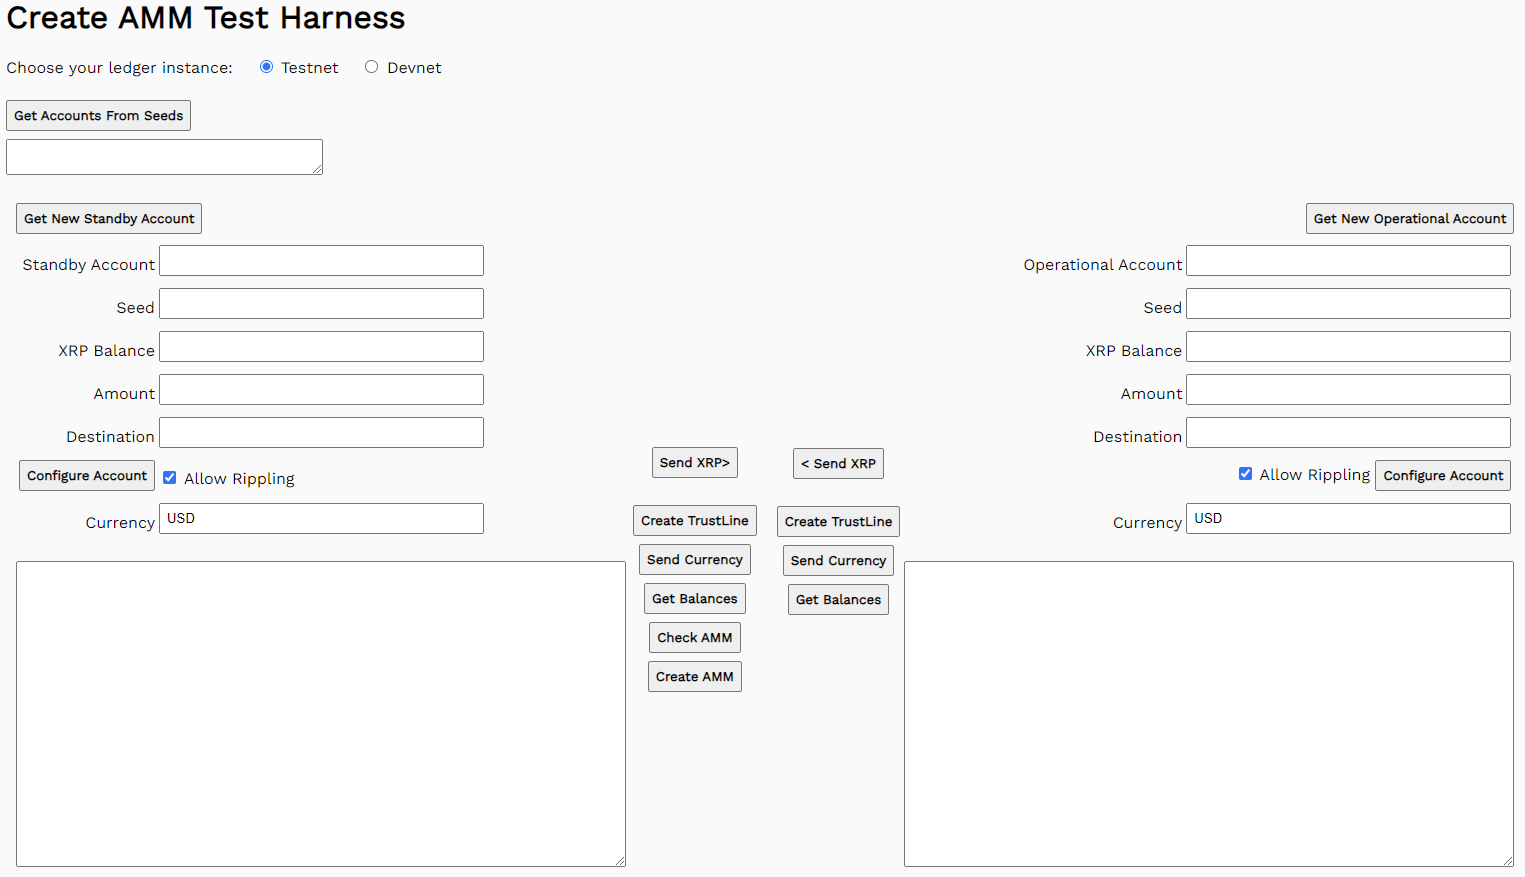 Create AMM Test Harness
Choose your ledger instance: Testnet Devnet
Get Accounts From Seeds
Get New Standby Account
Get New Operational Account
Standby Account
Operational Account
Seed
Seed
XRP Balance
XRP Balance
Amount
Amount
Destination
Destination
Send XRP>
< Send XRP
Configure Account
Allow Rippling
Allow Rippling
Configure Account
Currency USD
Create TrustLine
Create TrustLine
Currency USD
Send Currency
Send Currency
Get Balances
Get Balances
Check AMM
Create AMM